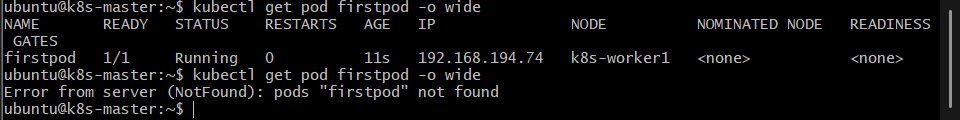 ubuntu@k8s-master:~$ kubectl get pod firstpod -o wide
NAME       READY   STATUS    RESTARTS   AGE   IP               NODE          NOMINATED NODE   READINESS
 GATES
firstpod   1/1     Running   0          11s   192.168.194.74   k8s-worker1   <none>           <none>
ubuntu@k8s-master:~$ kubectl get pod firstpod -o wide
Error from server (NotFound): pods "firstpod" not found
ubuntu@k8s-master:~$